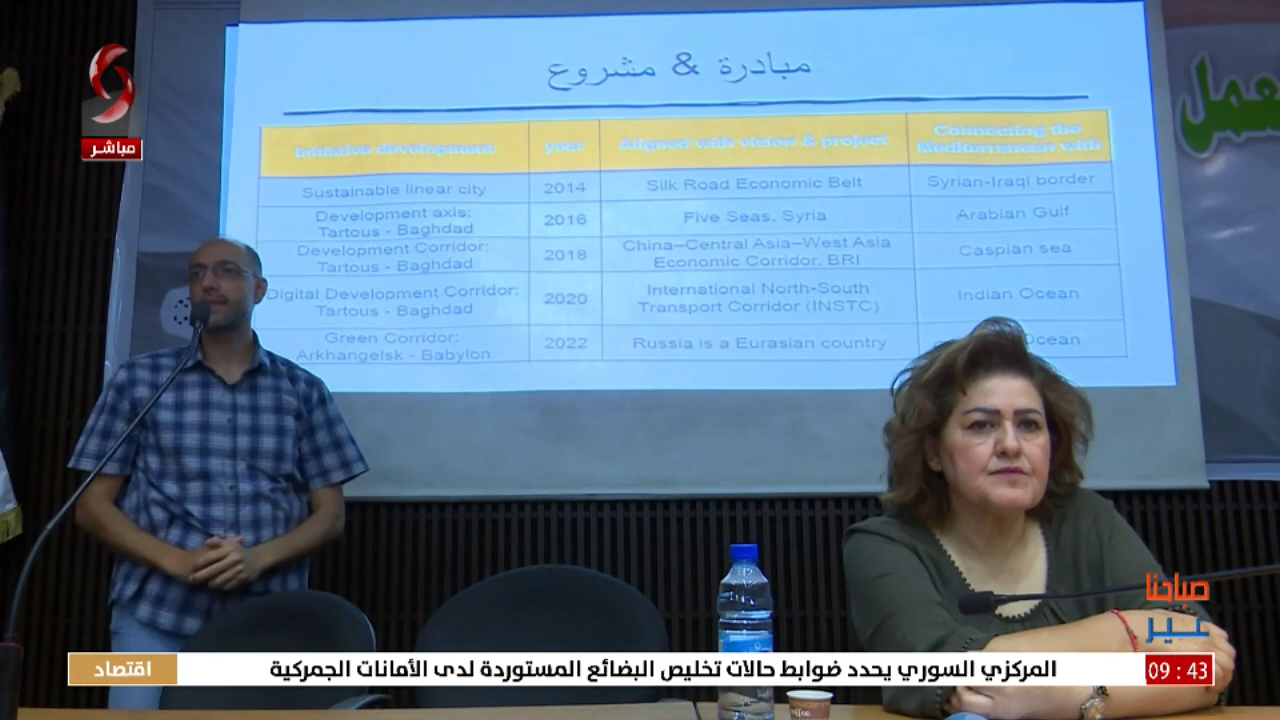 مباشر
مبادرة & مشروع
Initiative development | year | Aligned with vision & project | Connecting the Mediterranean with
Sustainable linear city | 2014 | Silk Road Economic Belt | Syrian-Iraqi border
Development axis: Tartous - Baghdad | 2016 | Five Seas, Syria | Arabian Gulf
Development Corridor: Tartous - Baghdad | 2018 | China–Central Asia–West Asia Economic Corridor, BRI | Caspian sea
Digital Development Corridor: Tartous - Baghdad | 2020 | International North-South Transport Corridor (INSTC) | Indian Ocean
Green Corridor: Arkhangelsk - Babylon | 2022 | Russia is a Eurasian country | Ocean
صباحنا
غير
اقتصاد
المركزي السوري يحدد ضوابط حالات تخليص البضائع المستوردة لدى الأمانات الجمركية
09 : 43